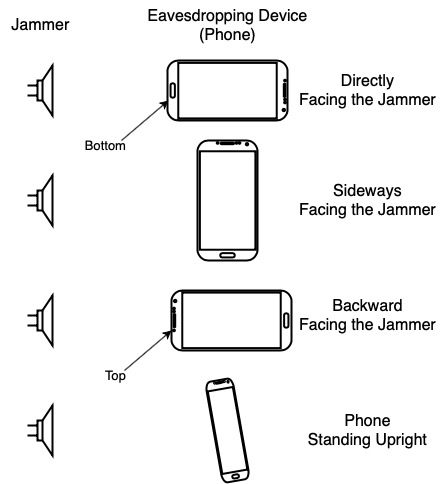 Jammer
Eavesdropping Device
(Phone)
Directly
Facing the Jammer
Bottom
Sideways
Facing the Jammer
Backward
Facing the Jammer
Top
Phone
Standing Upright